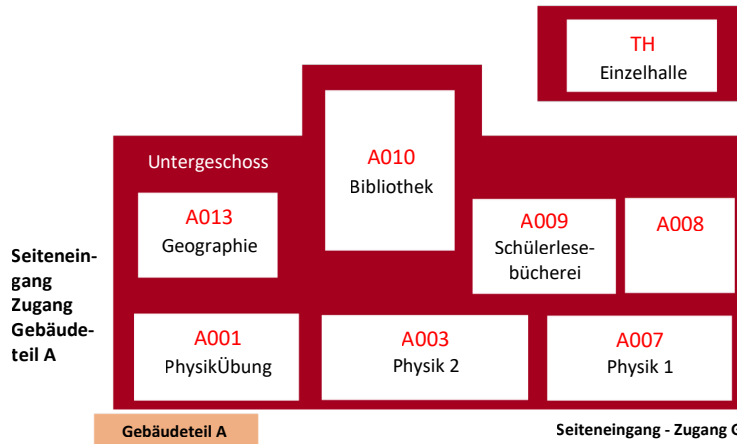 TH
Einzelhalle
Untergeschoss
A010
Bibliothek
A013
Geographie
A009
Schülerlese-
bücherei
A008
Seitenein-
gang
Zugang
Gebäude-
teil A
A001
PhysikÜbung
A003
Physik 2
A007
Physik 1
Gebäudeteil A
Seiteneingang - Zugang G